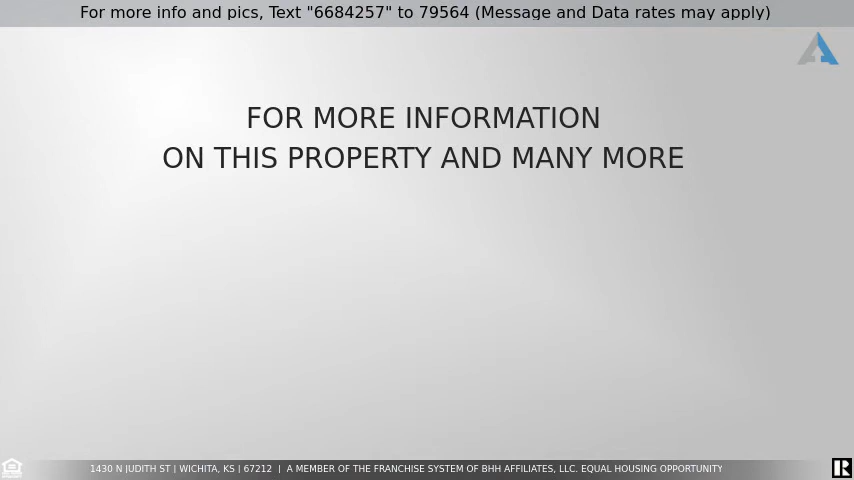 For more info and pics, Text "6684257" to 79564 (Message and Data rates may apply)
FOR MORE INFORMATION
ON THIS PROPERTY AND MANY MORE
1430 N JUDITH ST | WICHITA, KS | 67212 | A MEMBER OF THE FRANCHISE SYSTEM OF BHH AFFILIATES, LLC. EQUAL HOUSING OPPORTUNITY